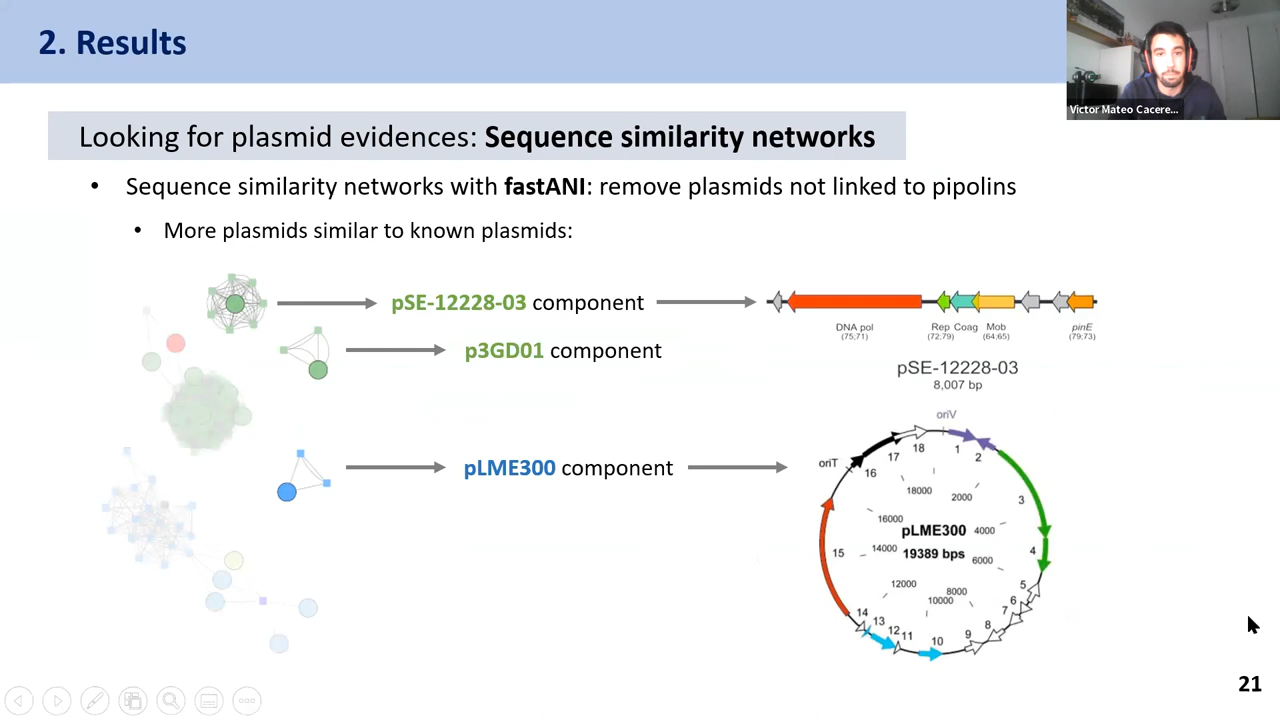 2. Results
Victor Mateo Cacere...
Looking for plasmid evidences: Sequence similarity networks
• Sequence similarity networks with fastANI: remove plasmids not linked to pipolins
• More plasmids similar to known plasmids:
pSE-12228-03 component
DNA pol
(75;71)
Rep
(72;79)
Coag
Mob
(64;65)
pinE
(79;73)
p3GD01 component
pSE-12228-03
8,007 bp
pLME300 component
oriV
oriT
1
2
3
4
5
6
7
8
9
10
11
12
13
14
15
16
17
18
2000
4000
6000
8000
10000
12000
14000
16000
18000
pLME300
19389 bps
21